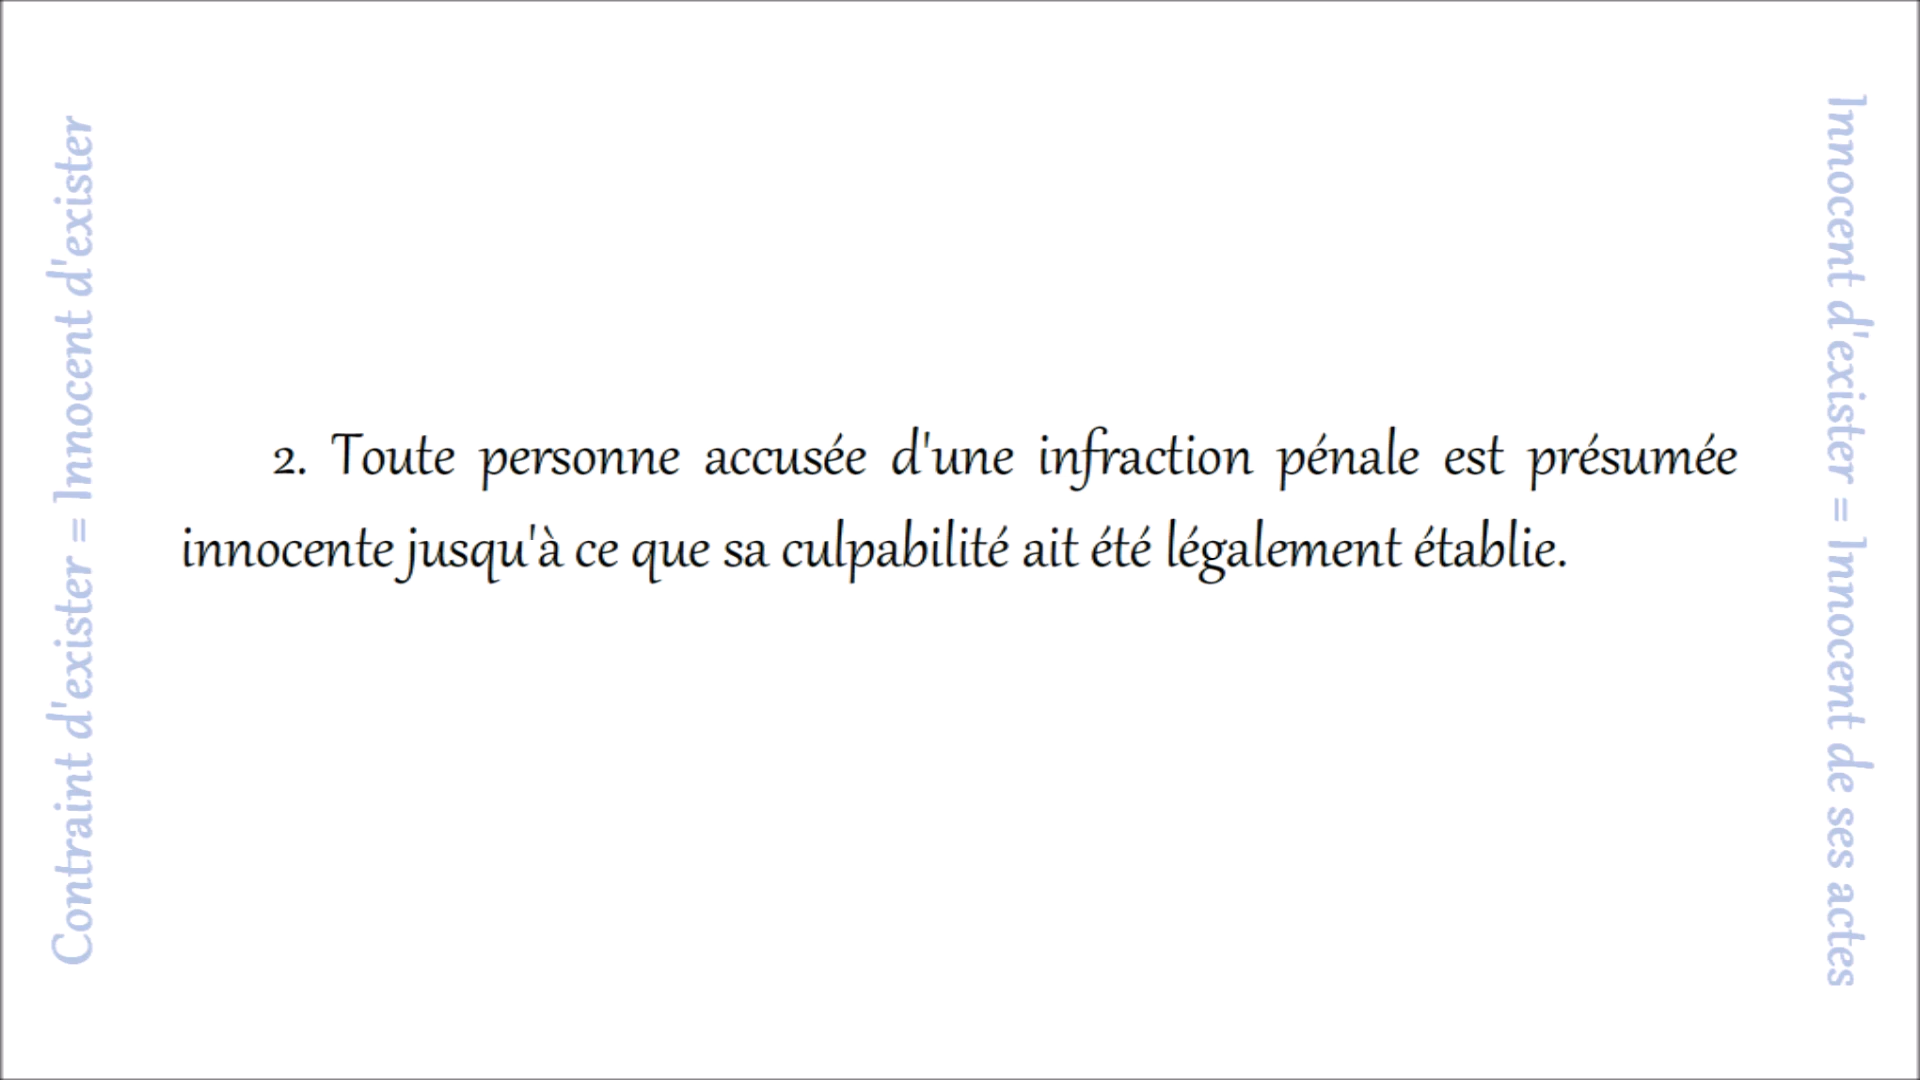 Contraint d'exister = Innocent d'exister
2. Toute personne accusée d'une infraction pénale est présumée
innocente jusqu'à ce que sa culpabilité ait été légalement établie.
Innocent d'exister = Innocent de ses actes